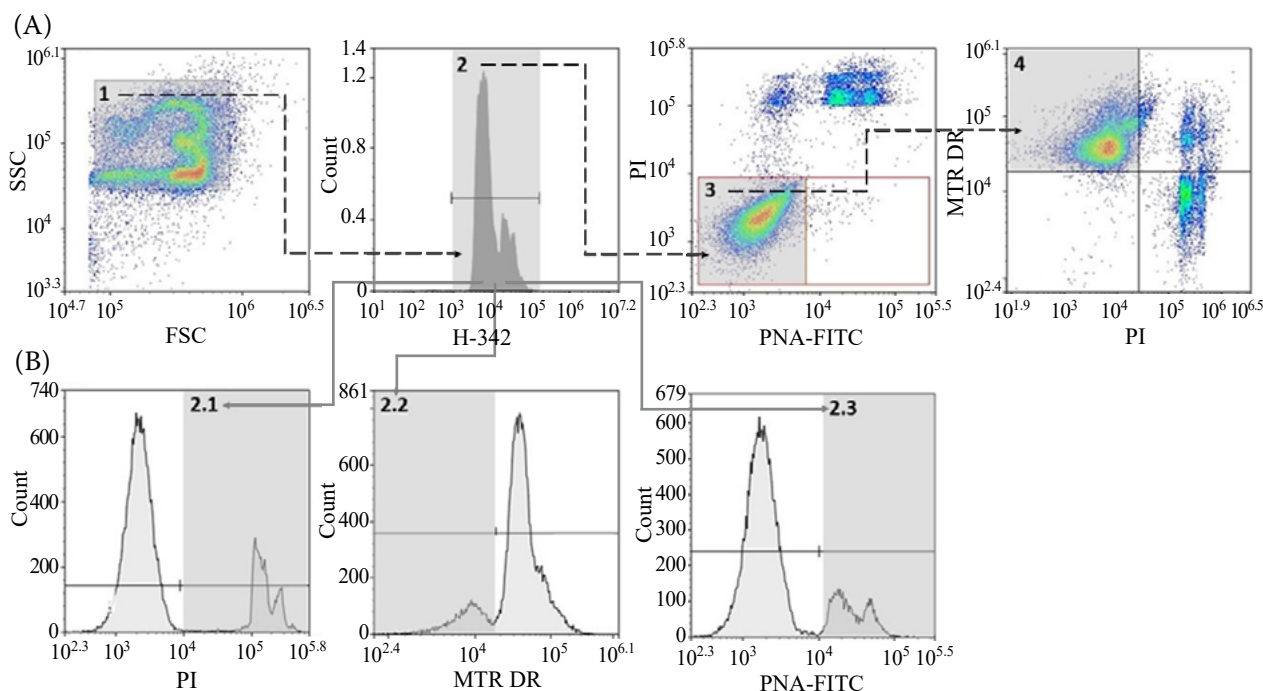 (A)
10^6.1
10^5
10^4
10^3.3
SSC
1
10^4.7 10^5 10^6 10^6.5
FSC
1.4
1.2
0.8
0.4
0
Count
2
10^1 10^2 10^3 10^4 10^5 10^7.2
H-342
10^5.8
10^5
10^4
10^3
10^2.3
PI
3
10^2.3 10^3 10^4 10^5 10^5.5
PNA-FITC
10^6.1
10^5
10^4
10^2.4
MTR DR
4
10^1.9 10^3 10^4 10^5 10^6 10^6.5
PI
(B)
740
600
400
200
0
Count
2.1
10^2.3 10^3 10^4 10^5 10^5.8
PI
861
600
400
200
0
Count
2.2
10^2.4 10^4 10^5 10^6.1
MTR DR
679
600
500
400
300
200
100
0
Count
2.3
10^2.3 10^3 10^4 10^5 10^5.5
PNA-FITC